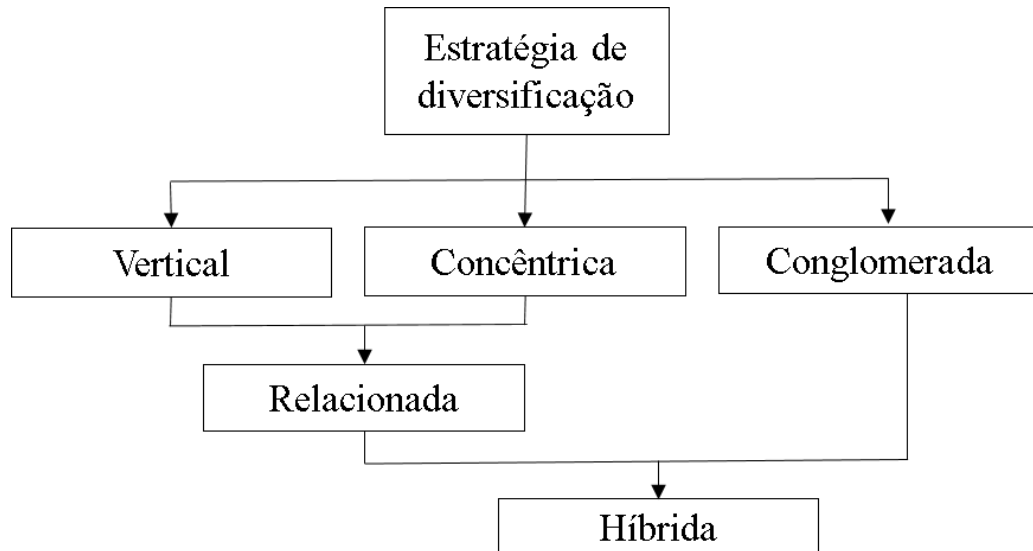 Estratégia de
diversificação
Vertical
Concêntrica
Conglomerada
Relacionada
Híbrida